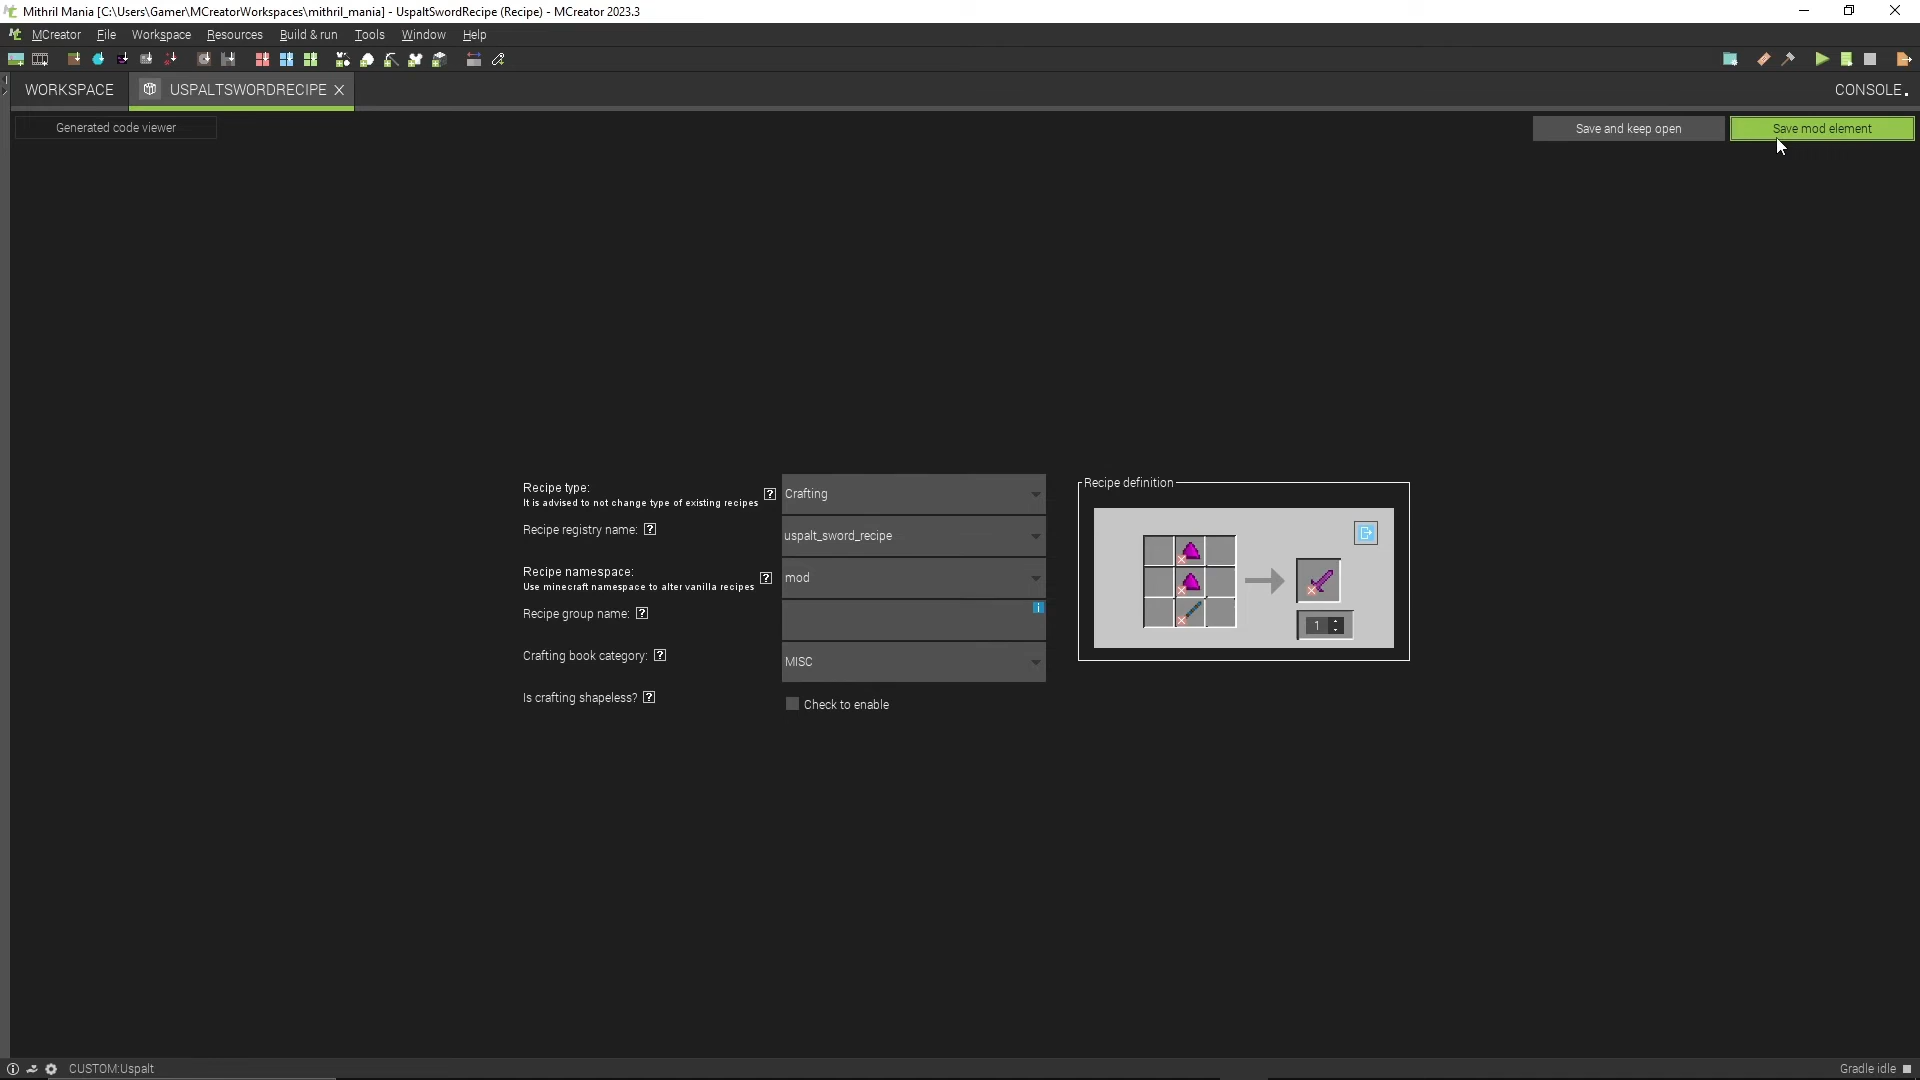 Mithril Mania [C:\Users\Gamer\MCreatorWorkspaces\mithril_mania] - UspaltSwordRecipe (Recipe) - MCreator 2023.3
MCreator File Workspace Resources Build & run Tools Window Help
WORKSPACE USPALTSWORDRECIPE CONSOLE
Generated code viewer Save and keep open Save mod element
Recipe type: Crafting Recipe definition
It is advised to not change type of existing recipes
Recipe registry name: uspalt_sword_recipe
Recipe namespace: mod
Use minecraft namespace to alter vanilla recipes
Recipe group name:
1
Crafting book category: MISC
Is crafting shapeless? Check to enable
CUSTOM:Uspalt Gradle idle